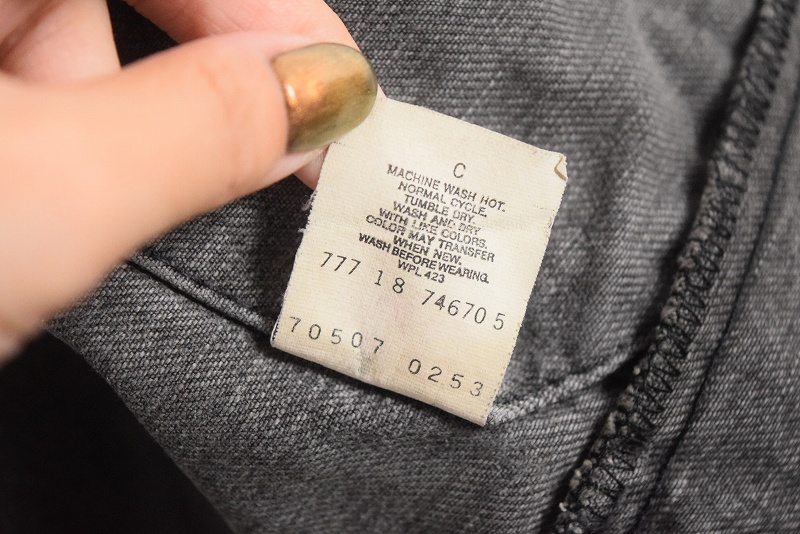 C
MACHINE WASH HOT.
NORMAL CYCLE.
TUMBLE DRY.
WASH AND DRY
WITH LIKE COLORS.
COLOR MAY TRANSFER
WHEN NEW.
WASH BEFORE WEARING.
WPL 423
777 18 746705
70507 0253